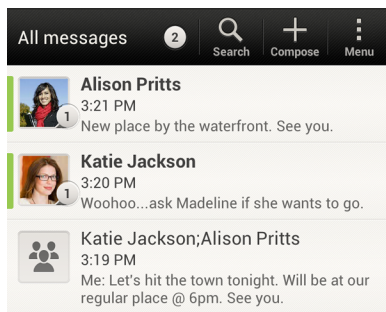 All messages
2
Search
Compose
Menu
Alison Pritts
3:21 PM
1
New place by the waterfront. See you.
Katie Jackson
3:20 PM
1
Woohoo...ask Madeline if she wants to go.
Katie Jackson;Alison Pritts
3:19 PM
Me: Let's hit the town tonight. Will be at our
regular place @ 6pm. See you.